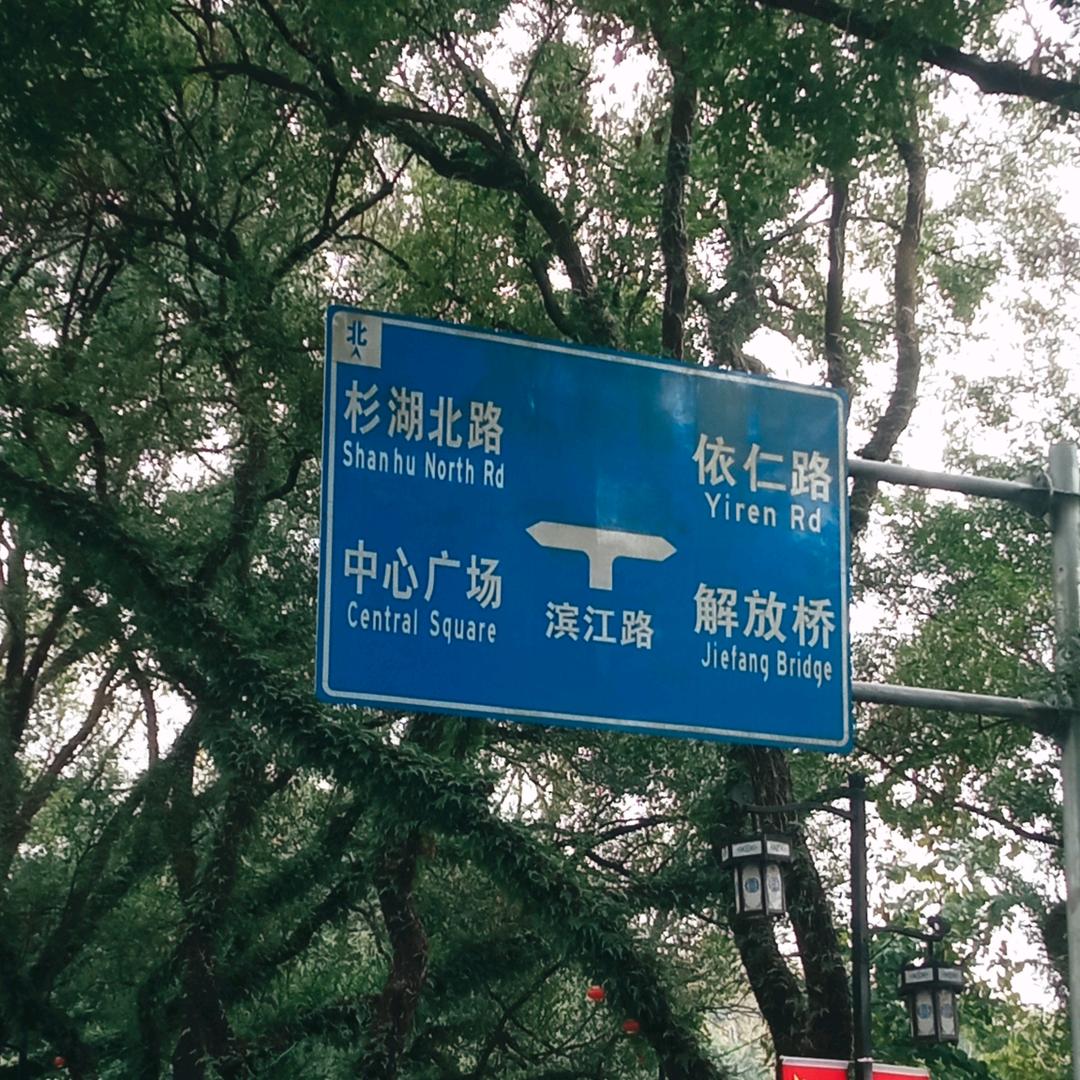 北
杉湖北路
Shanhu North Rd
中心广场
Central Square
滨江路
依仁路
Yiren Rd
解放桥
Jiefang Bridge